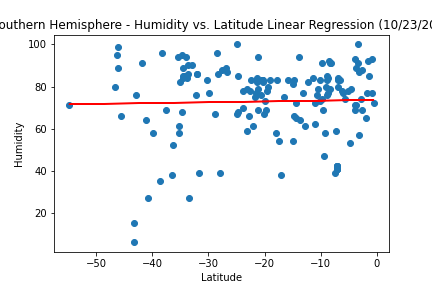 outhern Hemisphere - Humidity vs. Latitude Linear Regression (10/23/20
100
80
60
40
20
Humidity
−50 −40 −30 −20 −10 0
Latitude